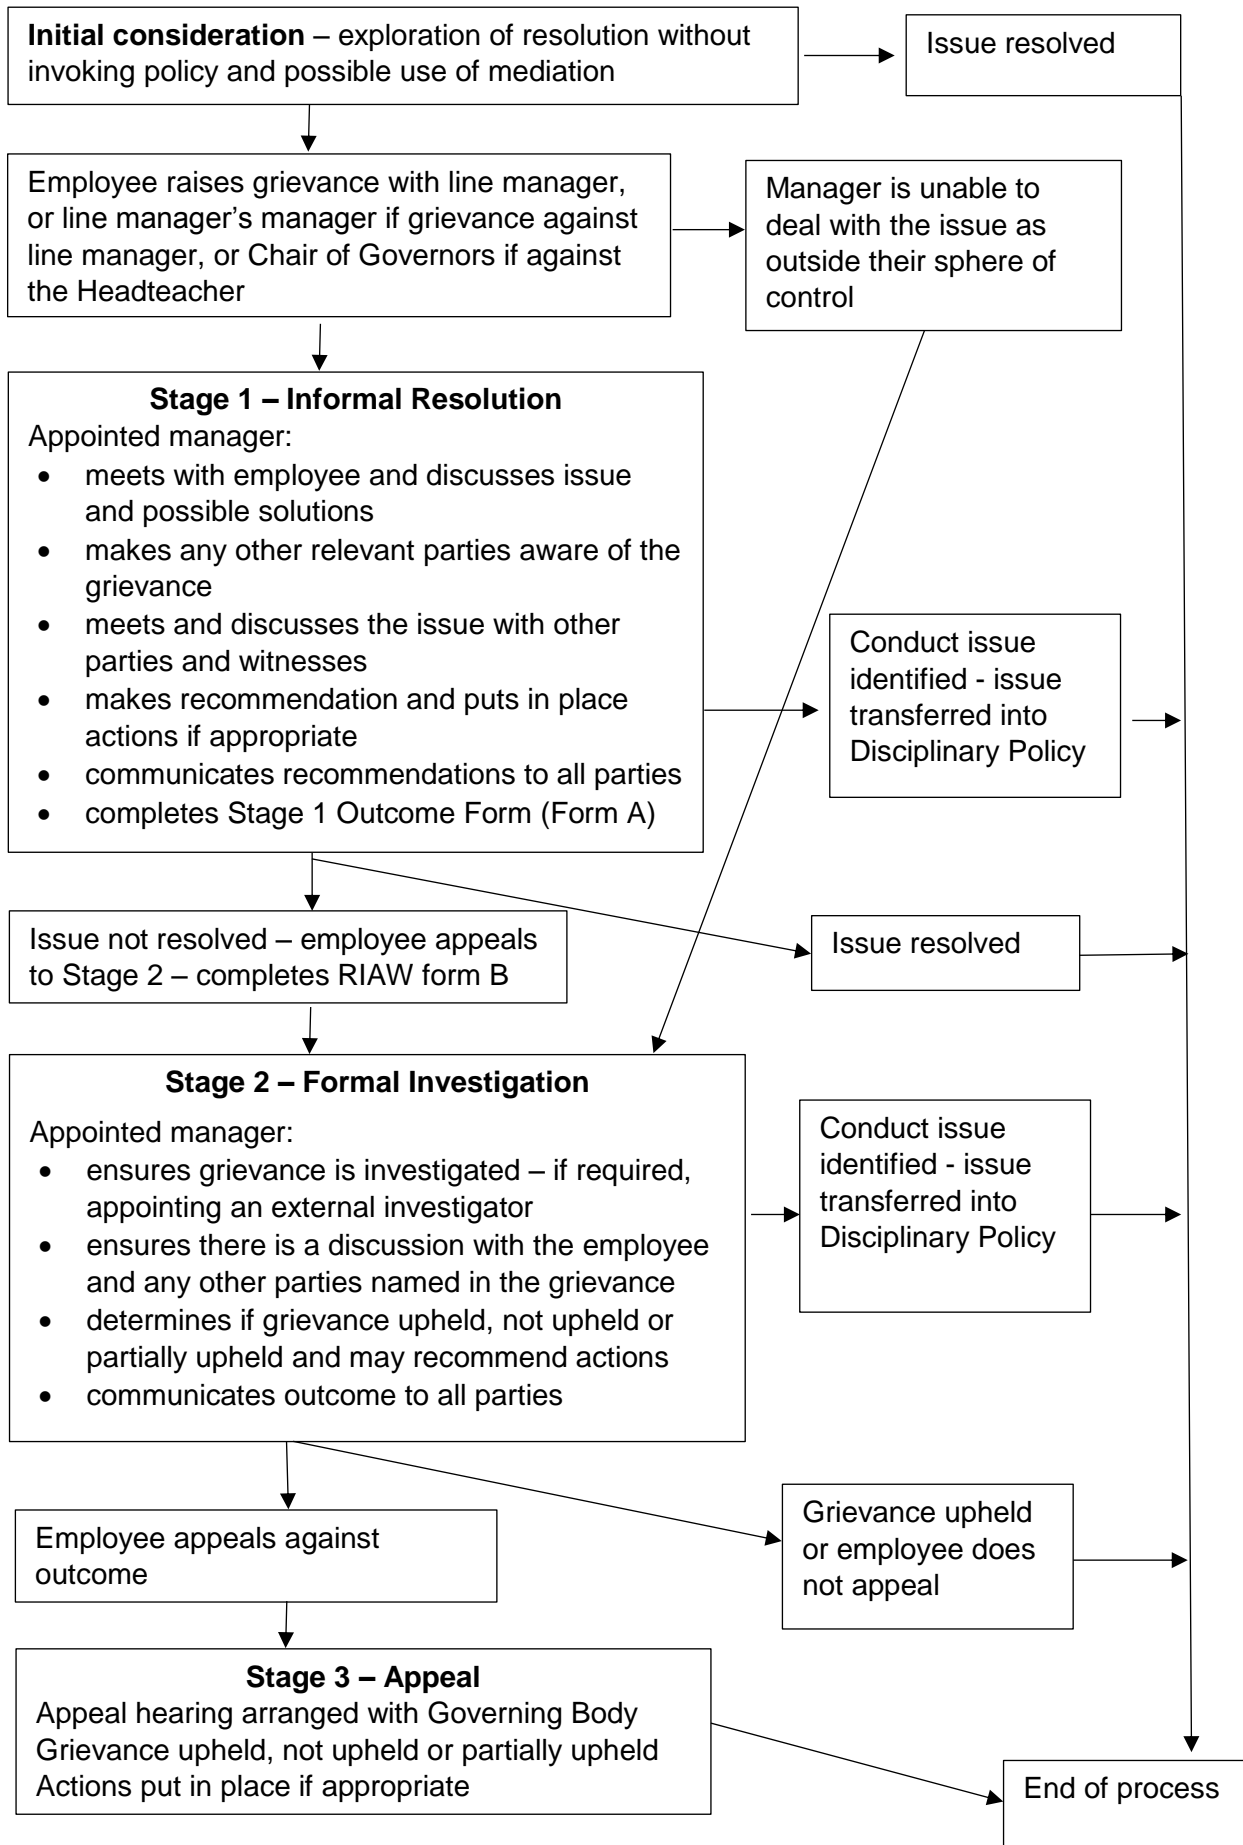 Initial consideration – exploration of resolution without
invoking policy and possible use of mediation
Issue resolved
Employee raises grievance with line manager,
or line manager’s manager if grievance against
line manager, or Chair of Governors if against
the Headteacher
Manager is unable to
deal with the issue as
outside their sphere of
control
Stage 1 – Informal Resolution
Appointed manager:
• meets with employee and discusses issue
and possible solutions
• makes any other relevant parties aware of the
grievance
• meets and discusses the issue with other
parties and witnesses
• makes recommendation and puts in place
actions if appropriate
• communicates recommendations to all parties
• completes Stage 1 Outcome Form (Form A)
Conduct issue
identified - issue
transferred into
Disciplinary Policy
Issue not resolved – employee appeals
to Stage 2 – completes RIAW form B
Issue resolved
Stage 2 – Formal Investigation
Appointed manager:
• ensures grievance is investigated – if required,
appointing an external investigator
• ensures there is a discussion with the employee
and any other parties named in the grievance
• determines if grievance upheld, not upheld or
partially upheld and may recommend actions
• communicates outcome to all parties
Conduct issue
identified - issue
transferred into
Disciplinary Policy
Employee appeals against
outcome
Grievance upheld
or employee does
not appeal
Stage 3 – Appeal
Appeal hearing arranged with Governing Body
Grievance upheld, not upheld or partially upheld
Actions put in place if appropriate
End of process